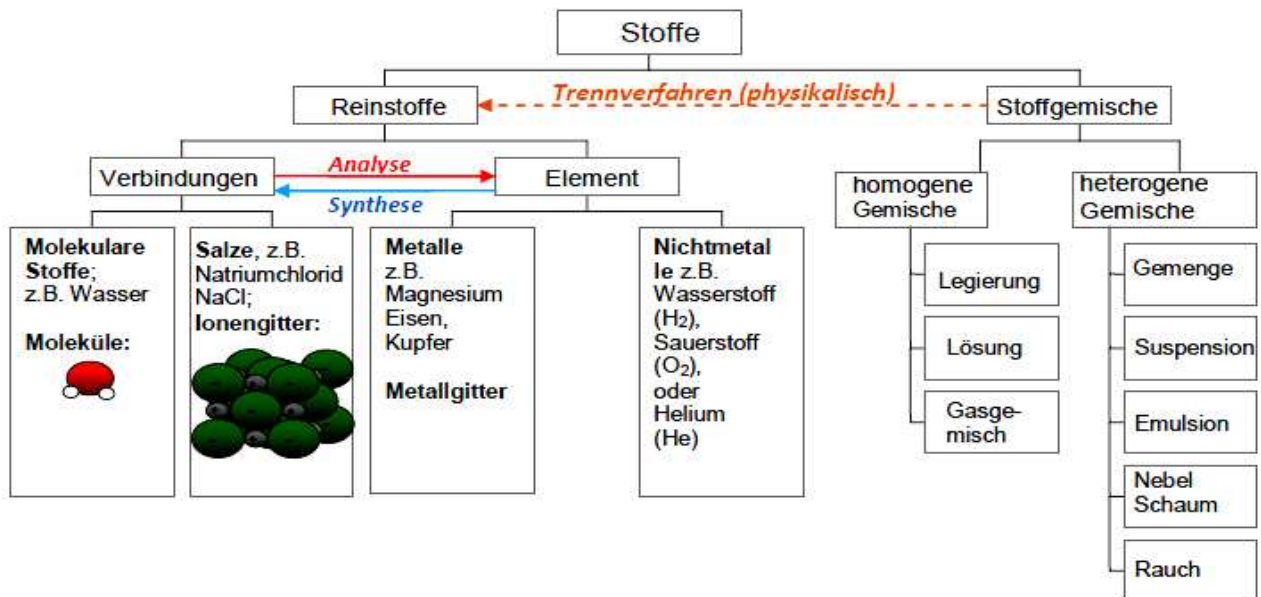 Stoffe
Trennverfahren (physikalisch)
Reinstoffe
Stoffgemische
Verbindungen
Analyse
Synthese
Element
homogene
Gemische
heterogene
Gemische
Molekulare
Stoffe;
z.B. Wasser
Moleküle:
Salze, z.B.
Natriumchlorid
NaCl;
Ionengitter:
Metalle
z.B.
Magnesium
Eisen,
Kupfer
Metallgitter
Nichtmetal
le z.B.
Wasserstoff
(H₂),
Sauerstoff
(O₂),
oder
Helium
(He)
Legierung
Lösung
Gasge-
misch
Gemenge
Suspension
Emulsion
Nebel
Schaum
Rauch